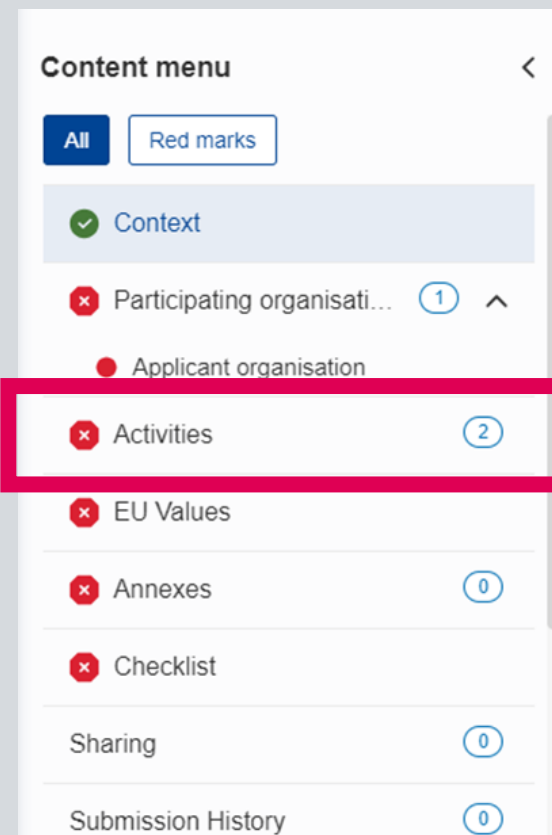 Content menu
All Red marks
Context
Participating organisati... 1
Applicant organisation
Activities 2
EU Values
Annexes 0
Checklist
Sharing 0
Submission History 0